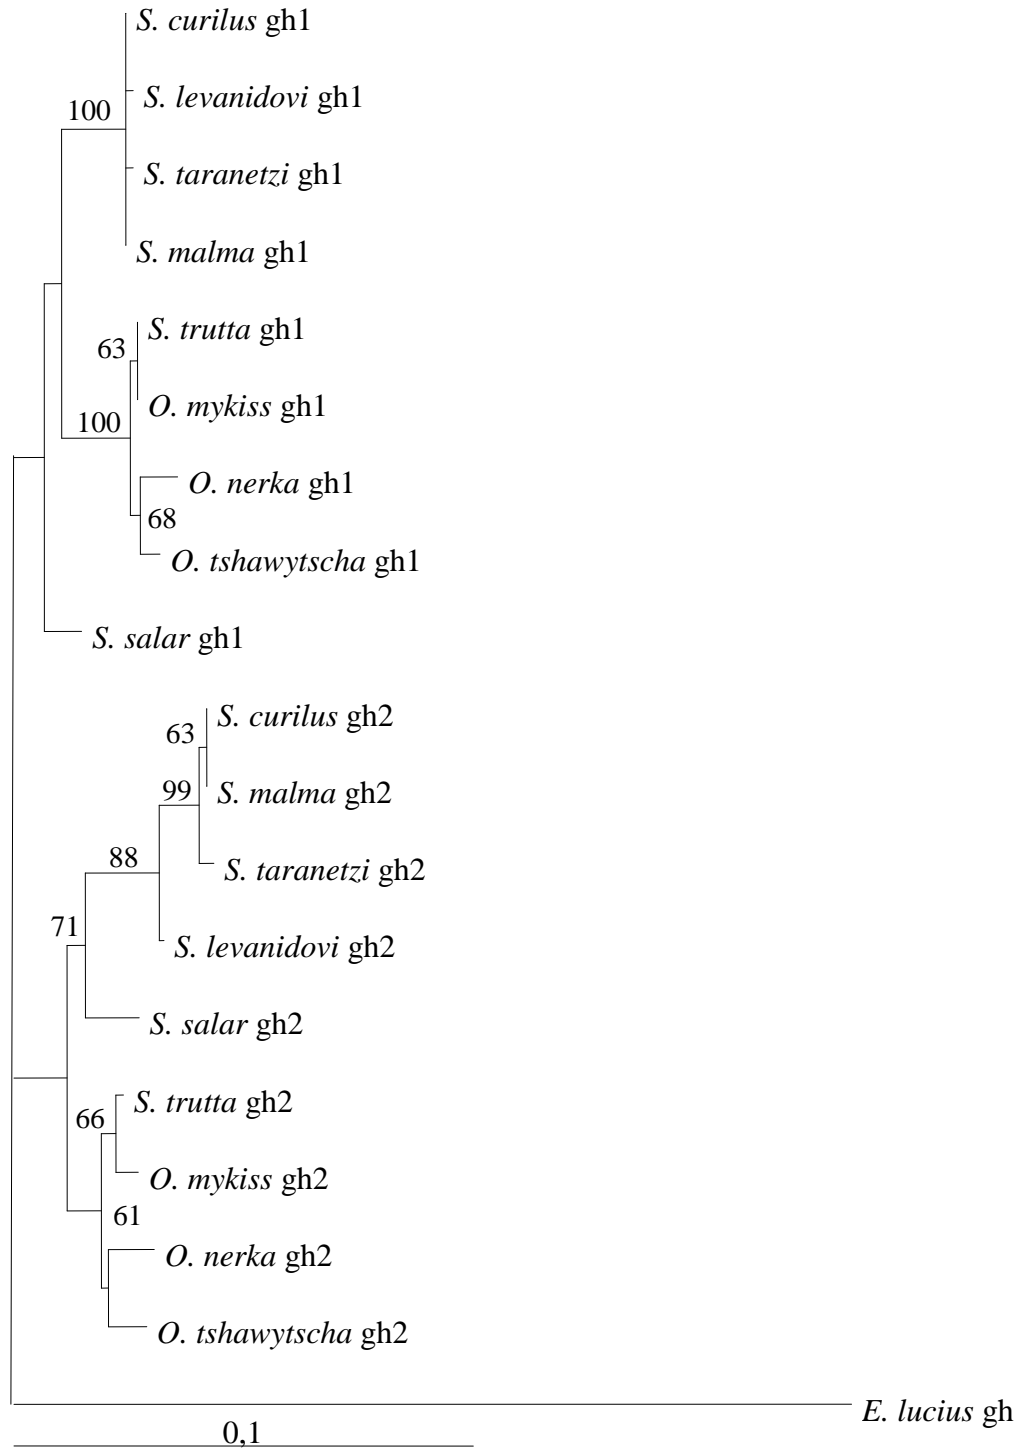 S. curilus gh1
S. levanidovi gh1
100
S. taranetzi gh1
S. malma gh1
S. trutta gh1
63
O. mykiss gh1
100
O. nerka gh1
68
O. tshawytscha gh1
S. salar gh1
S. curilus gh2
63
S. malma gh2
99
88
S. taranetzi gh2
71
S. levanidovi gh2
S. salar gh2
S. trutta gh2
66
O. mykiss gh2
61
O. nerka gh2
O. tshawytscha gh2
E. lucius gh
0,1